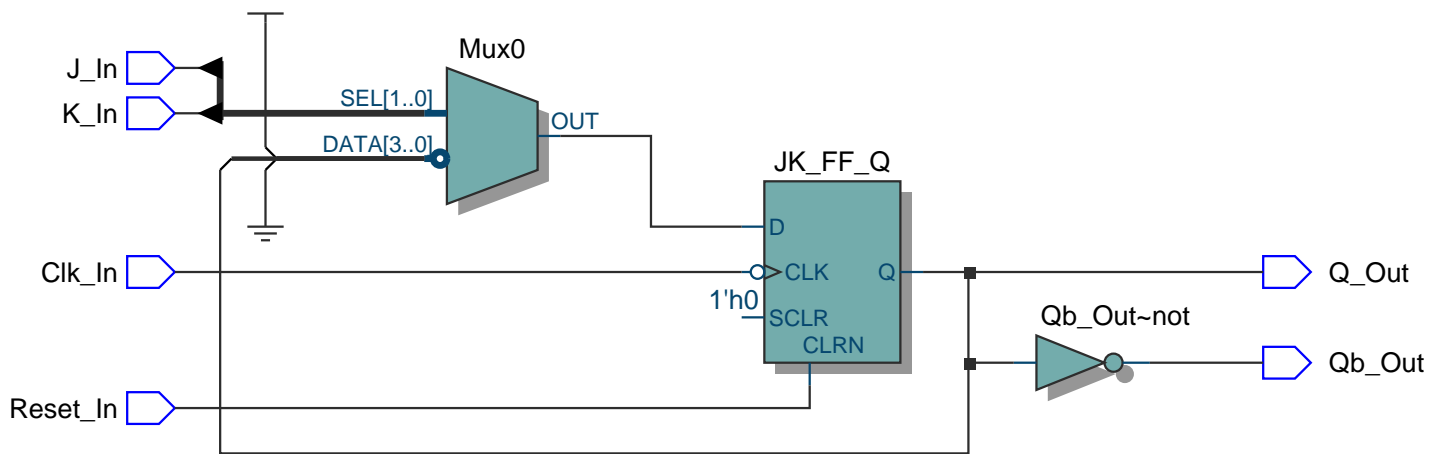 Mux0
J_In
SEL[1..0]
K_In
OUT
DATA[3..0]
JK_FF_Q
D
Clk_In
CLK
Q
Q_Out
1'h0
SCLR
Qb_Out~not
CLRN
Qb_Out
Reset_In